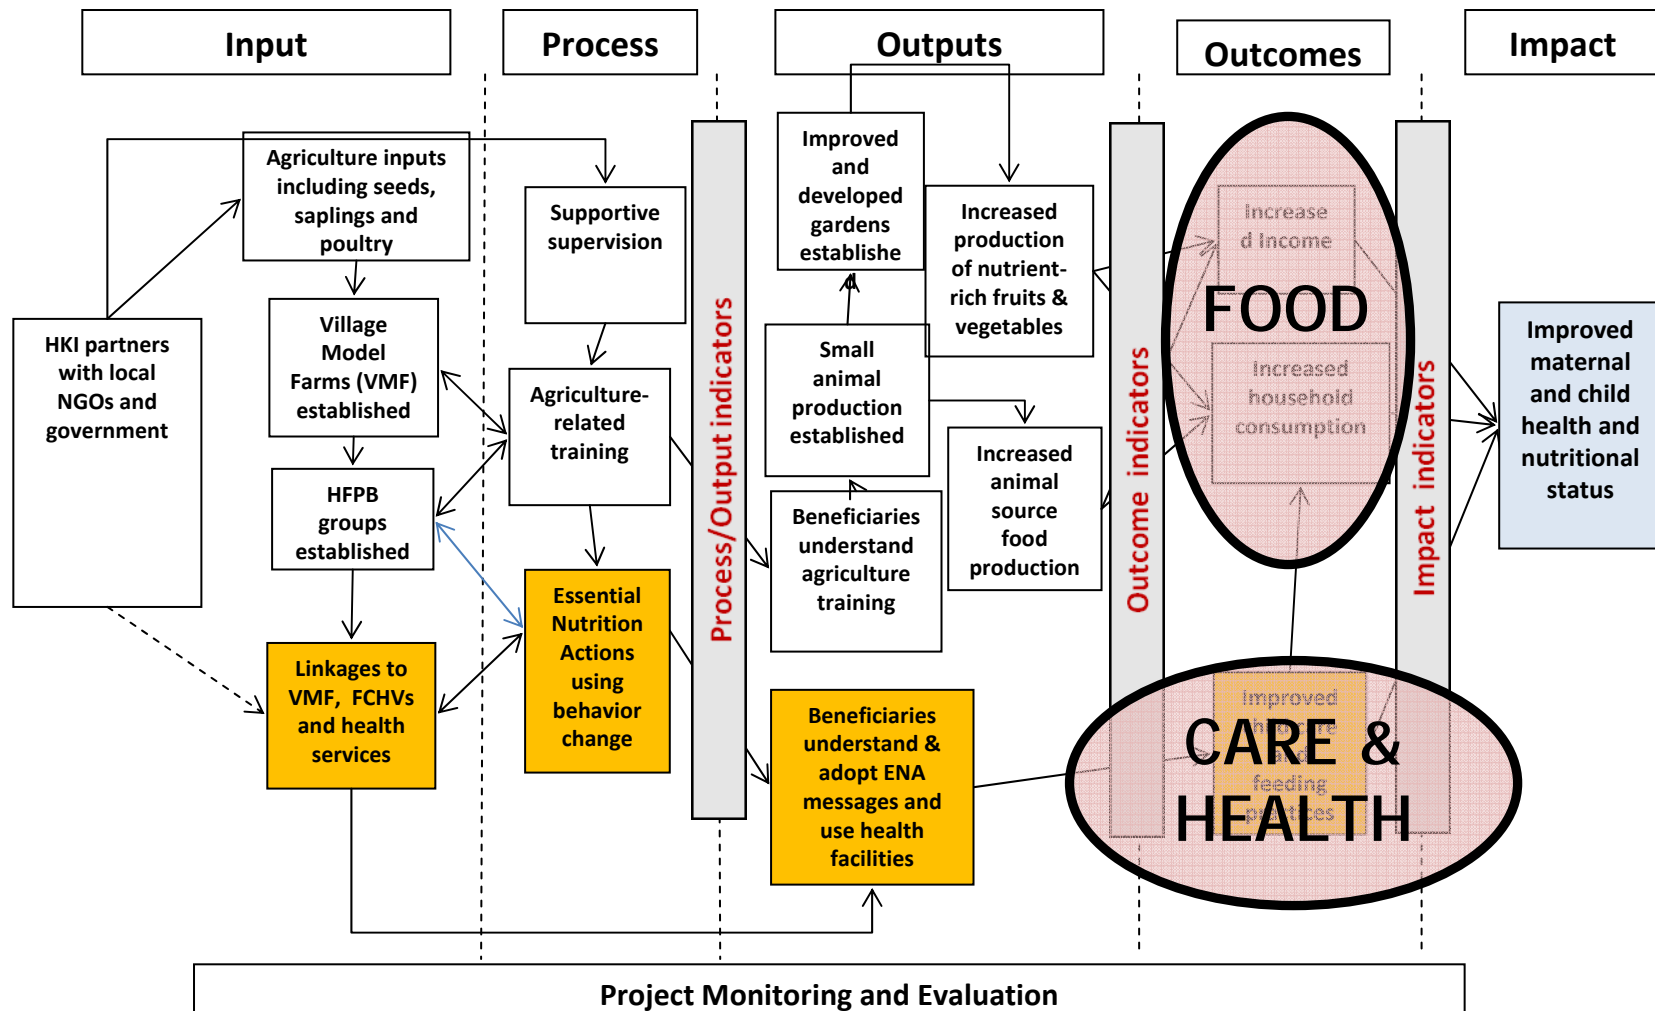 Input
Process
Outputs
Outcomes
Impact
HKI partners
with local
NGOs and
government
Agriculture inputs
including seeds,
saplings and
poultry
Village
Model
Farms (VMF)
established
HFPB
groups
established
Linkages to
VMF, FCHVs
and health
services
Supportive
supervision
Agriculture-
related
training
Essential
Nutrition
Actions
using
behavior
change
Process/Output indicators
Improved
and
developed
gardens
establishe
d
Increased
production
of nutrient-
rich fruits &
vegetables
Small
animal
production
established
Increased
animal
source
food
production
Beneficiaries
understand
agriculture
training
Beneficiaries
understand &
adopt ENA
messages and
use health
facilities
Outcome indicators
Increase
d Income
FOOD
Increased
household
consumption
Improved
feeding
practices
CARE &
HEALTH
Impact indicators
Improved
maternal
and child
health and
nutritional
status
Project Monitoring and Evaluation